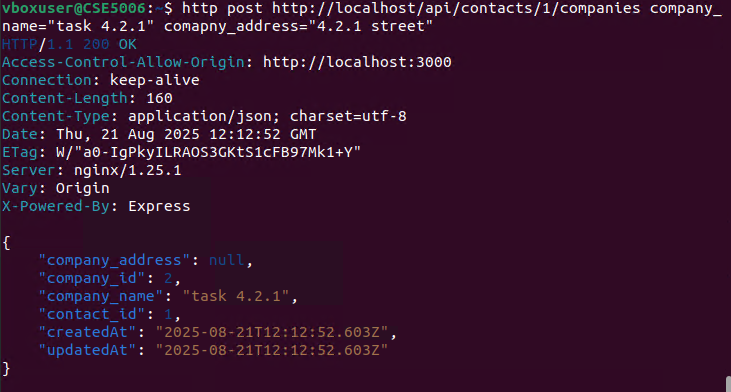 vboxuser@CSE5006:~$ http post http://localhost/api/contacts/1/companies company_
name="task 4.2.1" comapny_address="4.2.1 street"
HTTP/1.1 200 OK
Access-Control-Allow-Origin: http://localhost:3000
Connection: keep-alive
Content-Length: 160
Content-Type: application/json; charset=utf-8
Date: Thu, 21 Aug 2025 12:12:52 GMT
ETag: W/"a0-IgPkyILRAOS3GKtS1cFB97Mk1+Y"
Server: nginx/1.25.1
Vary: Origin
X-Powered-By: Express

{
    "company_address": null,
    "company_id": 2,
    "company_name": "task 4.2.1",
    "contact_id": 1,
    "createdAt": "2025-08-21T12:12:52.603Z",
    "updatedAt": "2025-08-21T12:12:52.603Z"
}